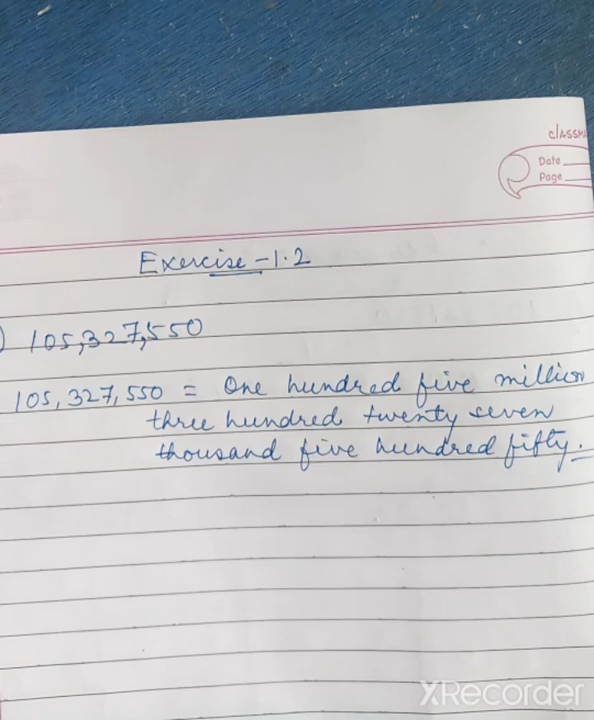 classm
Date
Page
Exercise - 1.2
) 105,327,550
105,327,550 = One hundred five million
three hundred twenty seven
thousand five hundred fifty.
XRecorder